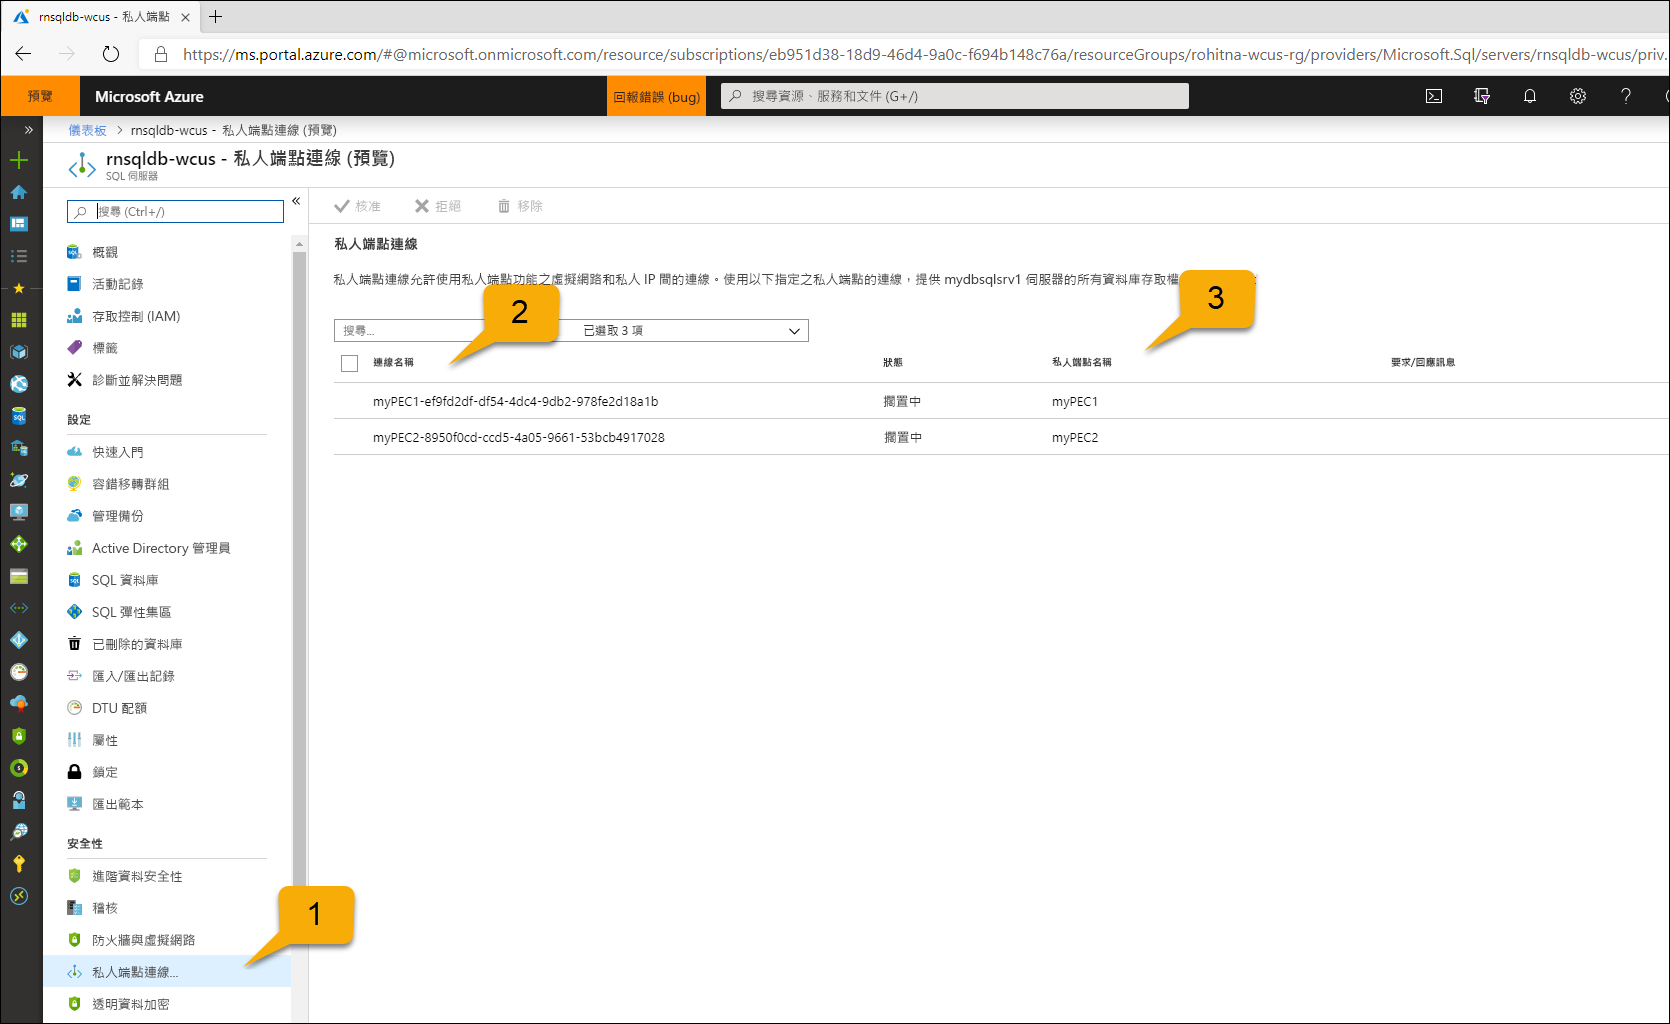 rnsqldb-wcus - 私人端點
https://ms.portal.azure.com/#@microsoft.onmicrosoft.com/resource/subscriptions/eb951d38-18d9-46d4-9a0c-f694b148c76a/resourceGroups/rohitna-wcus-rg/providers/Microsoft.Sql/servers/rnsqldb-wcus/priv.
預覽
Microsoft Azure
回報錯誤 (bug)
搜尋資源、服務和文件 (G+/)
儀表板 > rnsqldb-wcus - 私人端點連線 (預覽)
rnsqldb-wcus - 私人端點連線 (預覽)
SQL 伺服器
搜尋 (Ctrl+/)
概觀
活動記錄
存取控制 (IAM)
標籤
診斷並解決問題
設定
快速入門
容錯移轉群組
管理備份
Active Directory 管理員
SQL 資料庫
SQL 彈性集區
已刪除的資料庫
匯入/匯出記錄
DTU 配額
屬性
鎖定
匯出範本
安全性
進階資料安全性
稽核
防火牆與虛擬網路
私人端點連線...
透明資料加密
1
核准
拒絕
移除
私人端點連線
私人端點連線允許使用私人端點功能之虛擬網路和私人 IP 間的連線。使用以下指定之私人端點的連線，提供 mydbsqlsrv1 伺服器的所有資料庫存取權
2
3
搜尋...
已選取 3 項
連線名稱 狀態 私人端點名稱 要求/回應訊息
myPEC1-ef9fd2df-df54-4dc4-9db2-978fe2d18a1b 擱置中 myPEC1
myPEC2-8950f0cd-ccd5-4a05-9661-53bcb4917028 擱置中 myPEC2